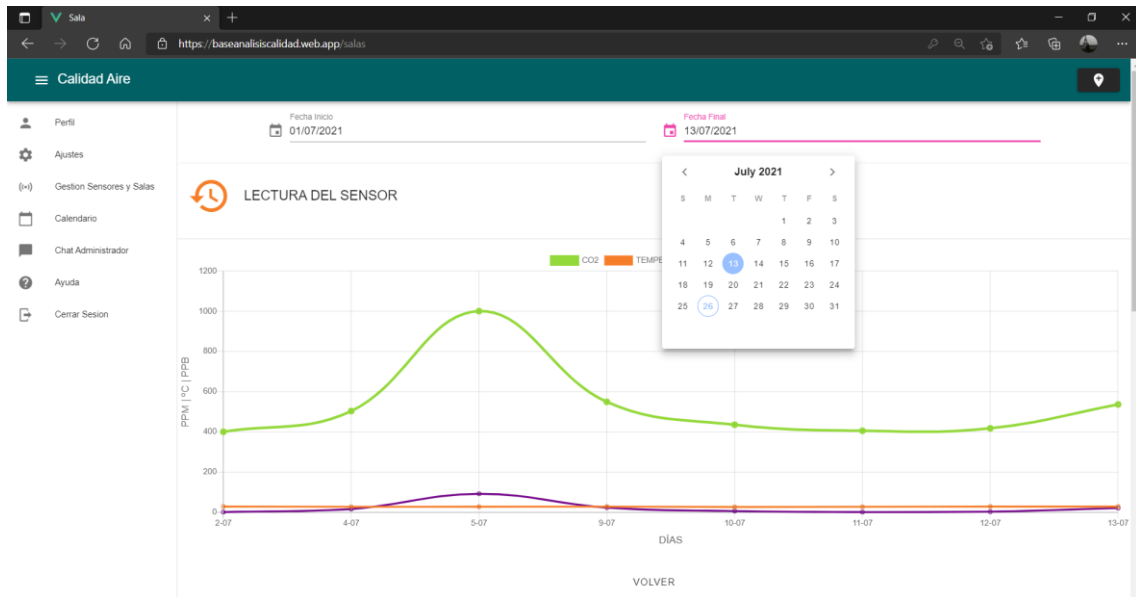 Sala
https://baseanalisiscalidad.web.app/salas
Calidad Aire
Perfil
Ajustes
Gestion Sensores y Salas
Calendario
Chat Administrador
Ayuda
Cerrar Sesion
Fecha Inicio
01/07/2021
Fecha Final
13/07/2021
July 2021
S M T W T F S
1 2 3
4 5 6 7 8 9 10
11 12 13 14 15 16 17
18 19 20 21 22 23 24
25 26 27 28 29 30 31
LECTURA DEL SENSOR
CO2 TEMPE
PPM | ºC | PPB
1200
1000
800
600
400
200
0
2-07 4-07 5-07 9-07 10-07 11-07 12-07 13-07
DÍAS
VOLVER